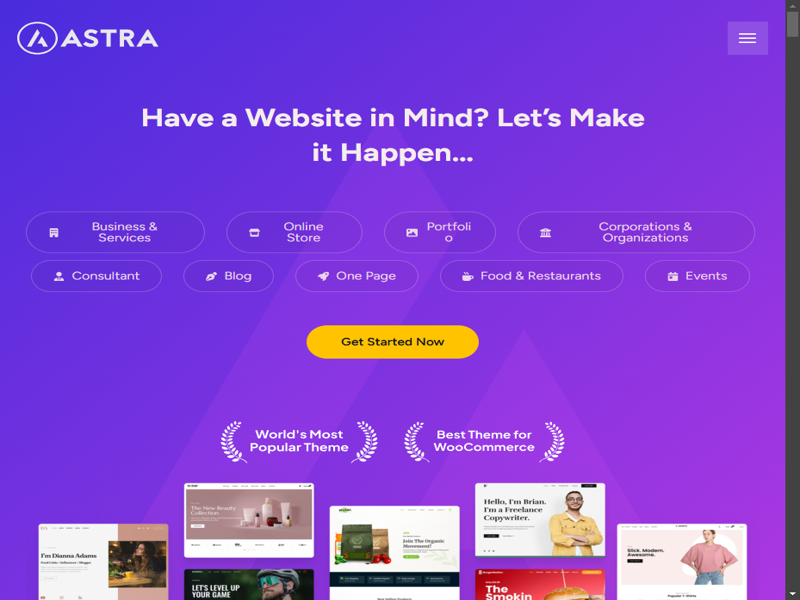 ASTRA
Have a Website in Mind? Let's Make
it Happen...
Business &
Services
Online
Store
Portfoli
o
Corporations &
Organizations
Consultant
Blog
One Page
Food & Restaurants
Events
Get Started Now
World's Most
Popular Theme
Best Theme for
WooCommerce
The New Beauty
Collection
Hello, I'm Brian.
I'm a Freelance
Copywriter.
Join The Organic
Movement!
I'm Dianna Adams
Slick. Modern.
Awesome.
LET'S LEVEL UP
YOUR GAME
The
Smokin
Popular T-Shirts